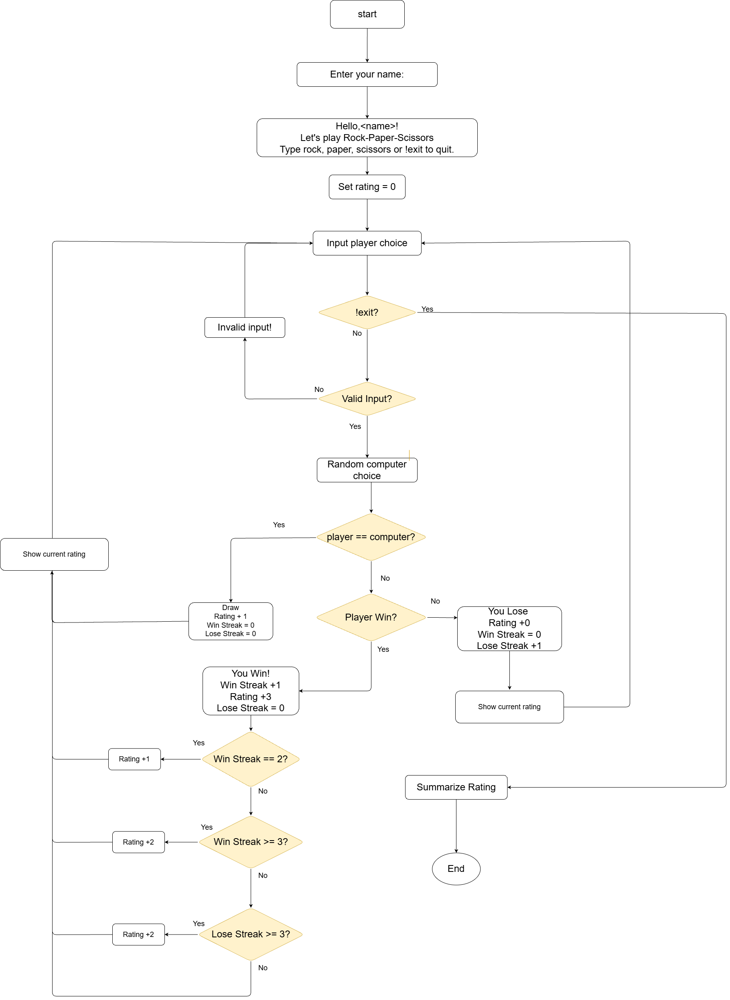 start
Enter your name:
Hello,<name>!
Let's play Rock-Paper-Scissors
Type rock, paper, scissors or !exit to quit.
Set rating = 0
Input player choice
!exit?
Yes
No
Invalid input!
No
Valid Input?
Yes
Random computer
choice
Yes
player == computer?
Show current rating
No
Draw
Rating + 1
Win Streak = 0
Lose Streak = 0
Player Win?
No
You Lose
Rating +0
Win Streak = 0
Lose Streak +1
Yes
You Win!
Win Streak +1
Rating +3
Lose Streak = 0
Show current rating
Yes
Rating +1
Win Streak == 2?
No
Summarize Rating
Yes
Rating +2
Win Streak >= 3?
No
End
Yes
Rating +2
Lose Streak >= 3?
No